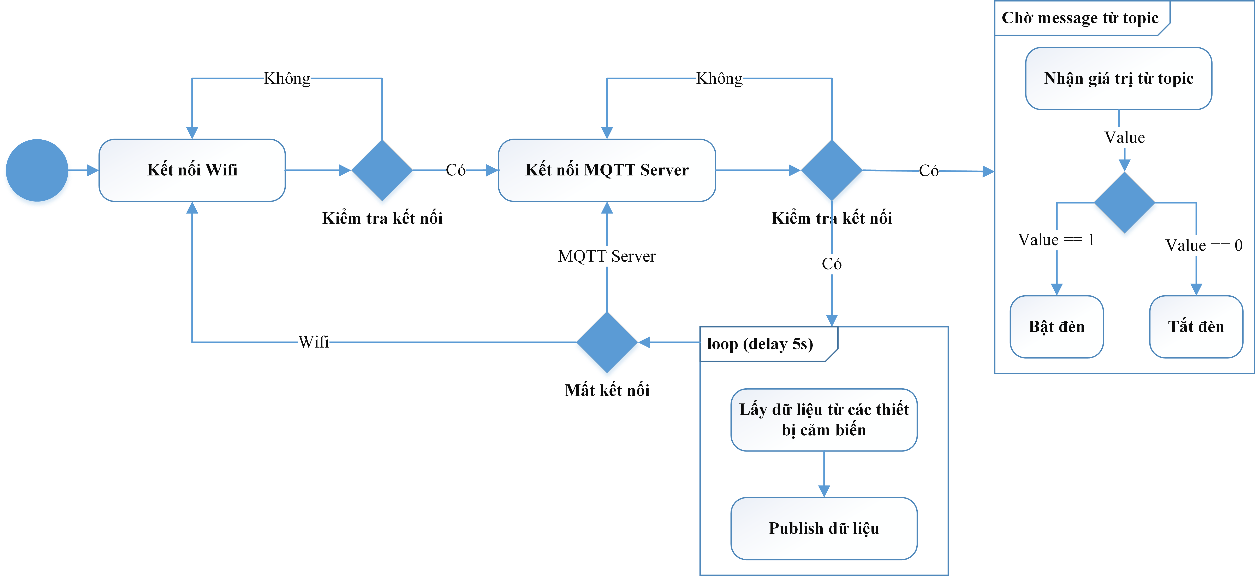 Chờ message từ topic
Nhận giá trị từ topic
Value
Value == 1
Value == 0
Bật đèn
Tắt đèn
Không
Không
Kết nối Wifi
Có
Kết nối MQTT Server
Có
Kiểm tra kết nối
Kiểm tra kết nối
MQTT Server
Có
Wifi
Mất kết nối
loop (delay 5s)
Lấy dữ liệu từ các thiết
bị cảm biến
Publish dữ liệu